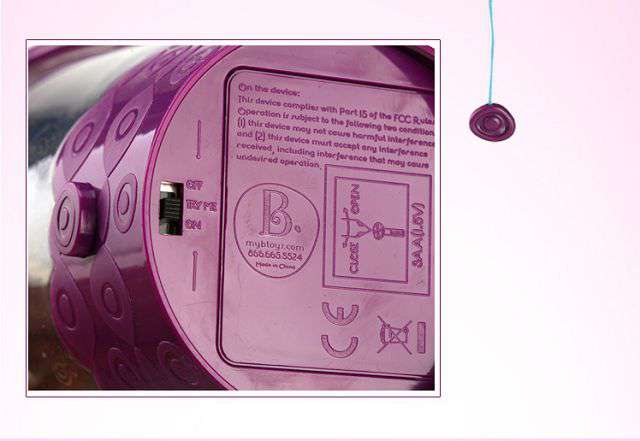 On the device:
This device complies with Part 15 of the FCC Rules
Operation is subject to the following two condition
(1) this device may not cause harmful interference
and (2) this device must accept any interference
received, including interference that may cause
undesired operation.
OFF
TRY ME
ON
B.
mybtoys.com
866.665.5524
Made in China
CLOSE OPEN
3AA(1.5V)
CE